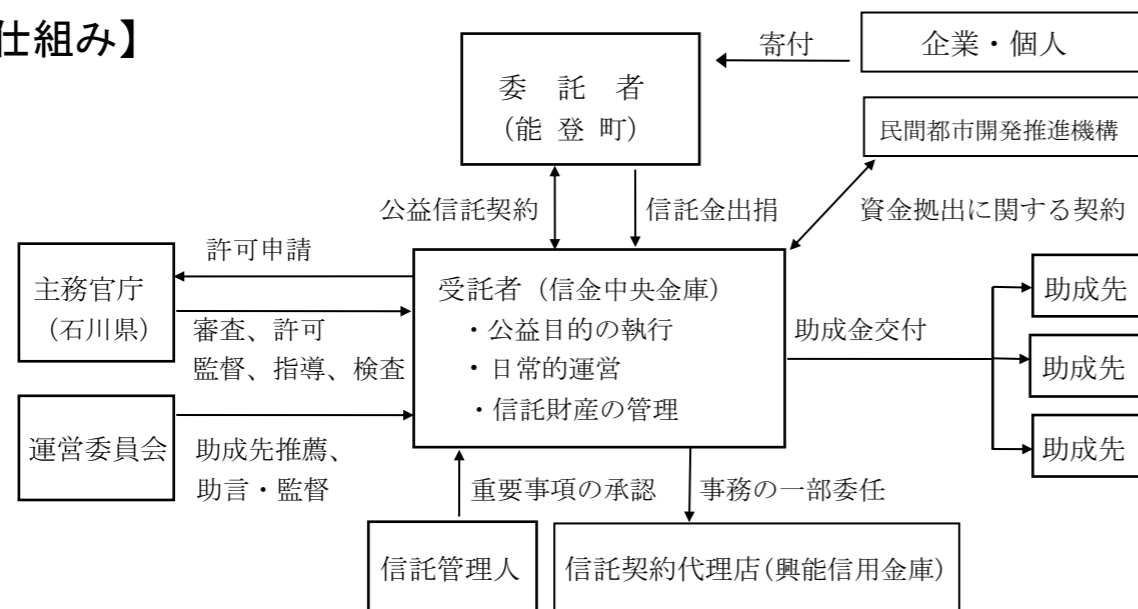 仕組み】
寄付
企業・個人
委託者
（能登町）
民間都市開発推進機構
公益信託契約
信託金出捐
資金拠出に関する契約
許可申請
主務官庁
（石川県）
審査、許可
監督、指導、検査
受託者（信金中央金庫）
・公益目的の執行
・日常的運営
・信託財産の管理
助成金交付
助成先
助成先
助成先
運営委員会
助成先推薦、
助言・監督
重要事項の承認
事務の一部委任
信託管理人
信託契約代理店（興能信用金庫）